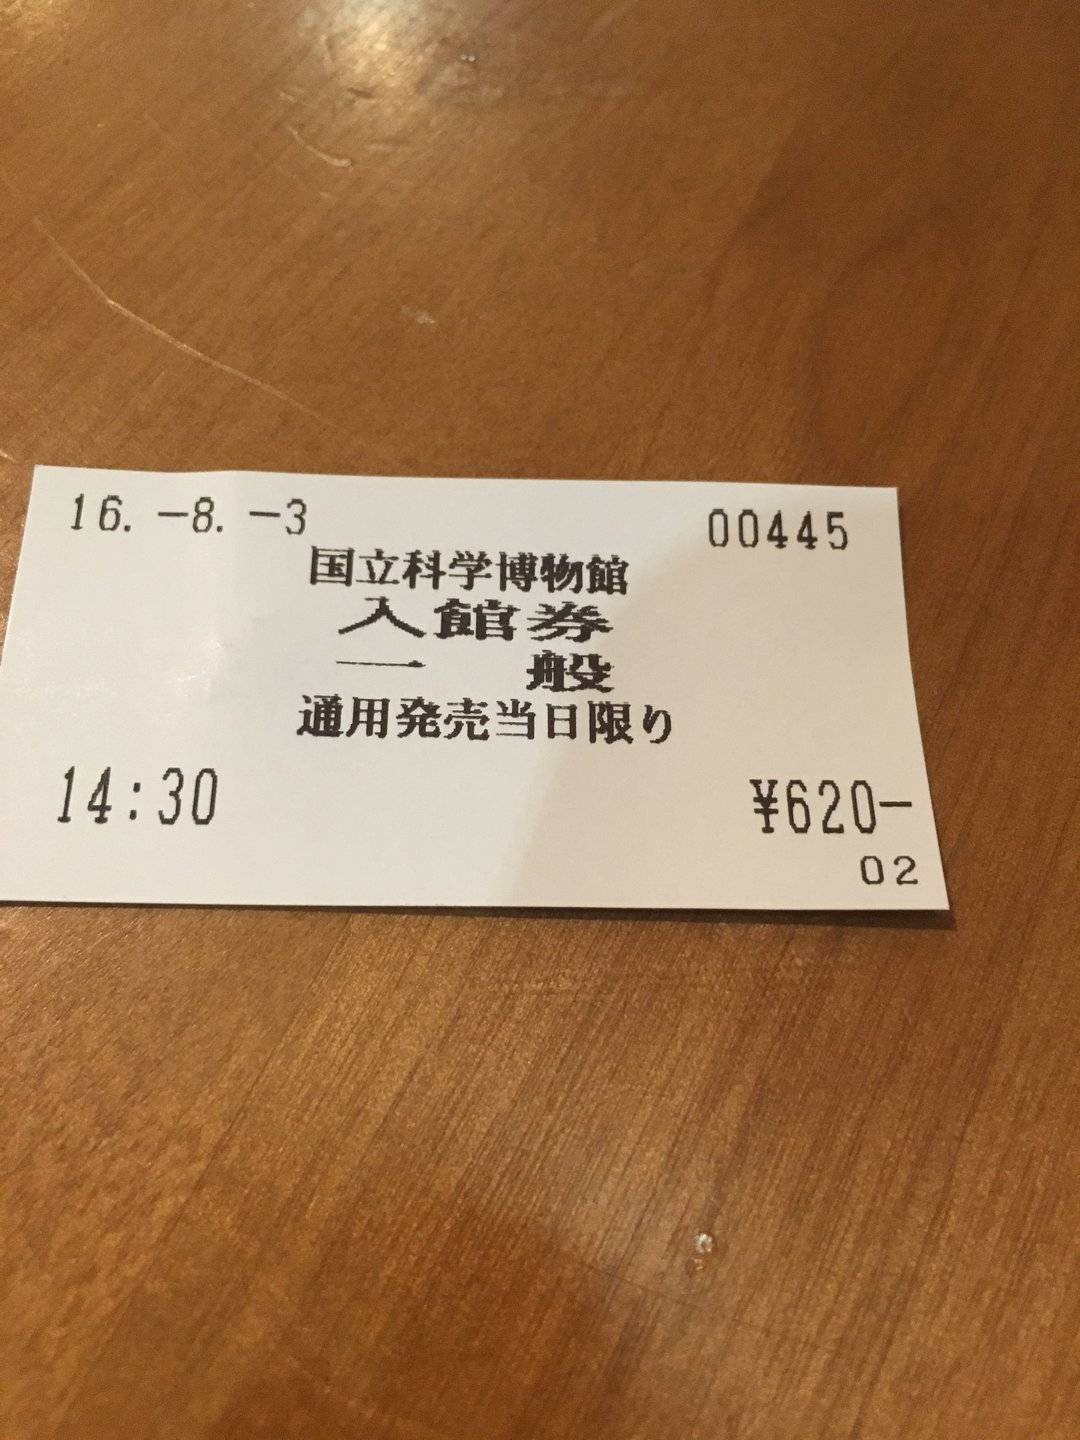 16.-8.-3 00445
国立科学博物館
入館券
一般
通用発売当日限り
14:30 ¥620-
02